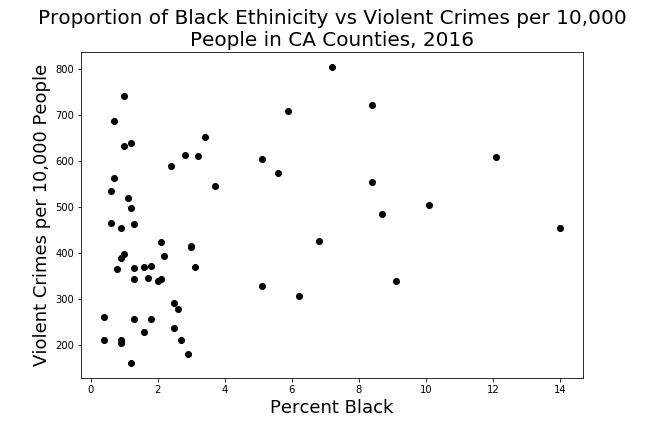 Proportion of Black Ethinicity vs Violent Crimes per 10,000
People in CA Counties, 2016
Violent Crimes per 10,000 People
800
700
600
500
400
300
200
0 2 4 6 8 10 12 14
Percent Black